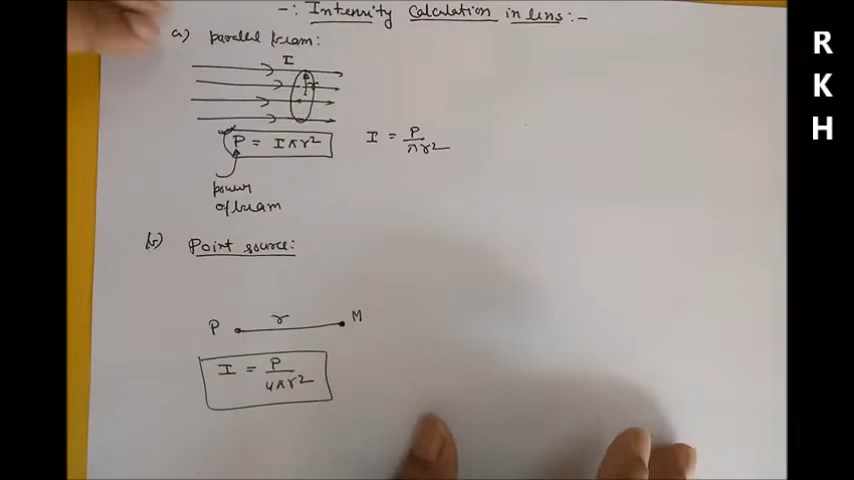 -: Intensity Calculation in lens :-
a) parallel beam:
I
r
P = Iπr²
I = P/πr²
power
of beam
(b) Point source:
P r M
I = P/4πr²
R
K
H